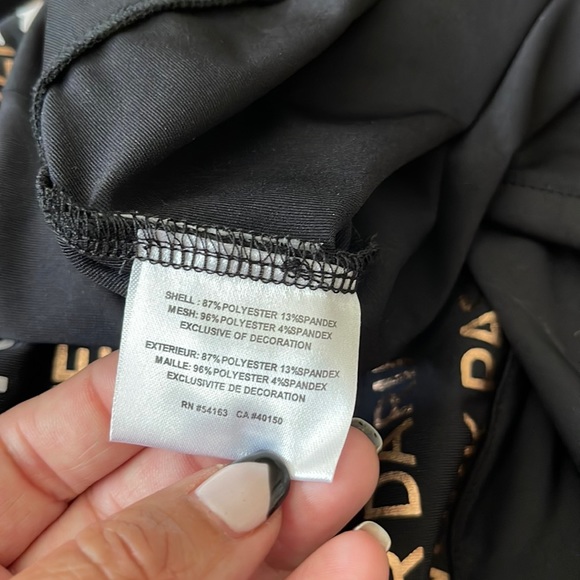 SHELL : 87%POLYESTER 13%SPANDEX
MESH: 96%POLYESTER 4%SPANDEX
EXCLUSIVE OF DECORATION
EXTERIEUR: 87%POLYESTER 13%SPANDEX
MAILLE: 96%POLYESTER 4%SPANDEX
EXCLUSIVITE DE DECORATION
RN #54163 CA #40150